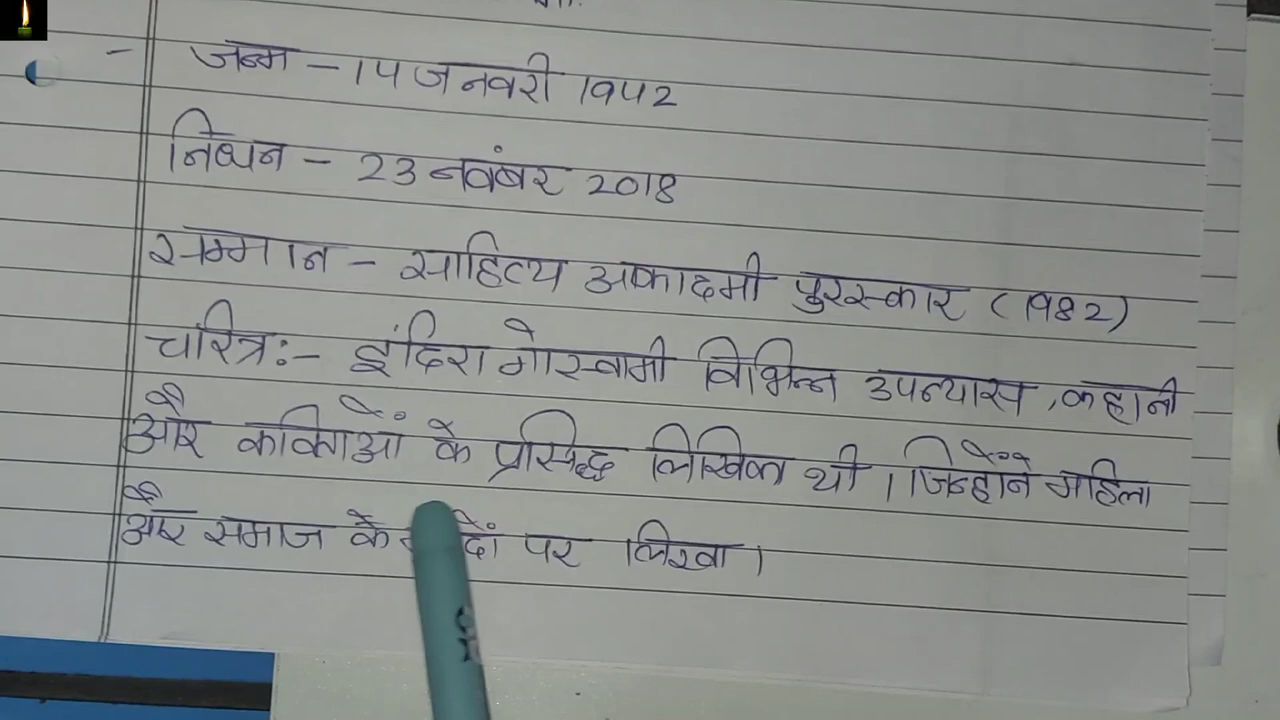 जन्म – 14 जनवरी 1942
निधन – 23 नवंबर 2018
सम्मान – साहित्य अकादमी पुरस्कार (1982)
चरित्र:- इंदिरा गोस्वामी विभिन्न उपन्यास, कहानी
और कविताओं के प्रसिद्ध लिखिका थी। जिन्होंने महिला
और समाज के पर लिखा।